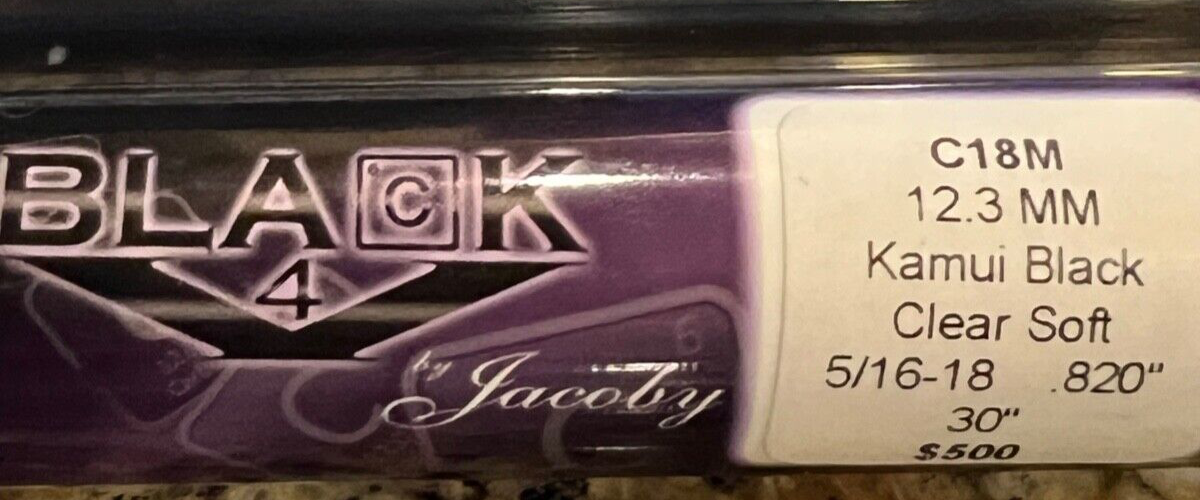 BLACK
4
by Jacoby
C18M
12.3 MM
Kamui Black
Clear Soft
5/16-18 .820"
30"
$500